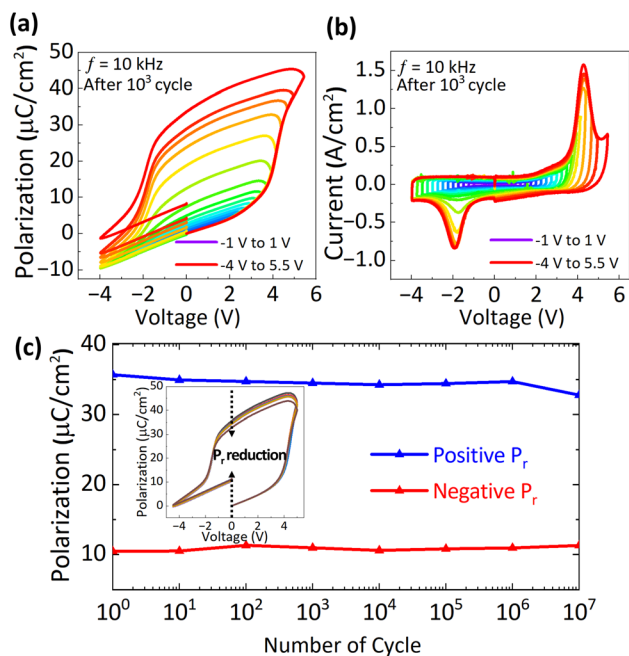 (a)
f = 10 kHz
After 10³ cycle
Polarization (μC/cm²)
50
40
30
20
10
0
−10
−4 −2 0 2 4 6
Voltage (V)
-1 V to 1 V
-4 V to 5.5 V
(b)
f = 10 kHz
After 10³ cycle
Current (A/cm²)
1.5
1.0
0.5
0.0
−0.5
−1.0
−4 −2 0 2 4 6
Voltage (V)
-1 V to 1 V
-4 V to 5.5 V
(c)
Polarization (μC/cm²)
40
30
20
10
10⁰ 10¹ 10² 10³ 10⁴ 10⁵ 10⁶ 10⁷
Number of Cycle
Positive Pᵣ
Negative Pᵣ
Polarization (μC/cm²)
50
40
30
20
10
0
-4 -2 0 2 4
Voltage (V)
Pᵣ reduction